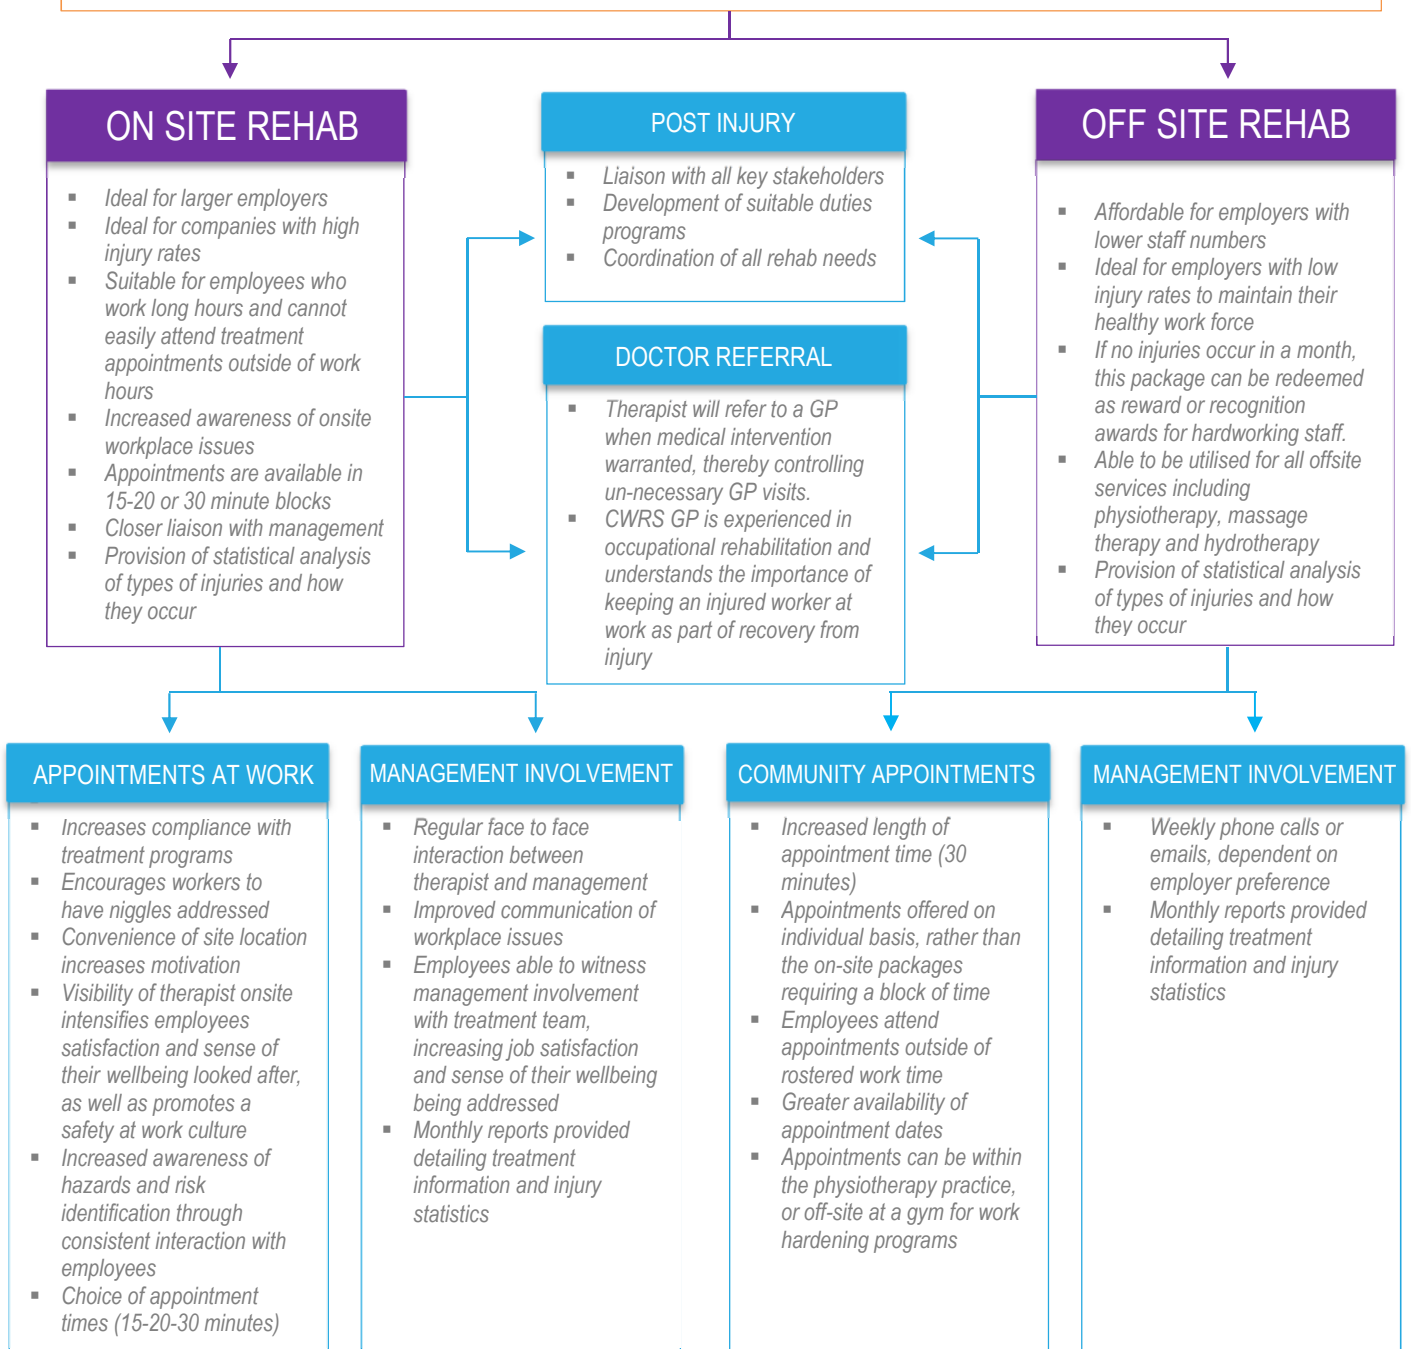 ON SITE REHAB
Ideal for larger employers
Ideal for companies with high
injury rates
Suitable for employees who
work long hours and cannot
easily attend treatment
appointments outside of work
hours
Increased awareness of onsite
workplace issues
Appointments are available in
15-20 or 30 minute blocks
Closer liaison with management
Provision of statistical analysis
of types of injuries and how
they occur
POST INJURY
Liaison with all key stakeholders
Development of suitable duties
programs
Coordination of all rehab needs
DOCTOR REFERRAL
Therapist will refer to a GP
when medical intervention
warranted, thereby controlling
un-necessary GP visits.
CWRS GP is experienced in
occupational rehabilitation and
understands the importance of
keeping an injured worker at
work as part of recovery from
injury
OFF SITE REHAB
Affordable for employers with
lower staff numbers
Ideal for employers with low
injury rates to maintain their
healthy work force
If no injuries occur in a month,
this package can be redeemed
as reward or recognition
awards for hardworking staff.
Able to be utilised for all offsite
services including
physiotherapy, massage
therapy and hydrotherapy
Provision of statistical analysis
of types of injuries and how
they occur
APPOINTMENTS AT WORK
Increases compliance with
treatment programs
Encourages workers to
have niggles addressed
Convenience of site location
increases motivation
Visibility of therapist onsite
intensifies employees
satisfaction and sense of
their wellbeing looked after,
as well as promotes a
safety at work culture
Increased awareness of
hazards and risk
identification through
consistent interaction with
employees
Choice of appointment
times (15-20-30 minutes)
MANAGEMENT INVOLVEMENT
Regular face to face
interaction between
therapist and management
Improved communication of
workplace issues
Employees able to witness
management involvement
with treatment team,
increasing job satisfaction
and sense of their wellbeing
being addressed
Monthly reports provided
detailing treatment
information and injury
statistics
COMMUNITY APPOINTMENTS
Increased length of
appointment time (30
minutes)
Appointments offered on
individual basis, rather than
the on-site packages
requiring a block of time
Employees attend
appointments outside of
rostered work time
Greater availability of
appointment dates
Appointments can be within
the physiotherapy practice,
or off-site at a gym for work
hardening programs
MANAGEMENT INVOLVEMENT
Weekly phone calls or
emails, dependent on
employer preference
Monthly reports provided
detailing treatment
information and injury
statistics